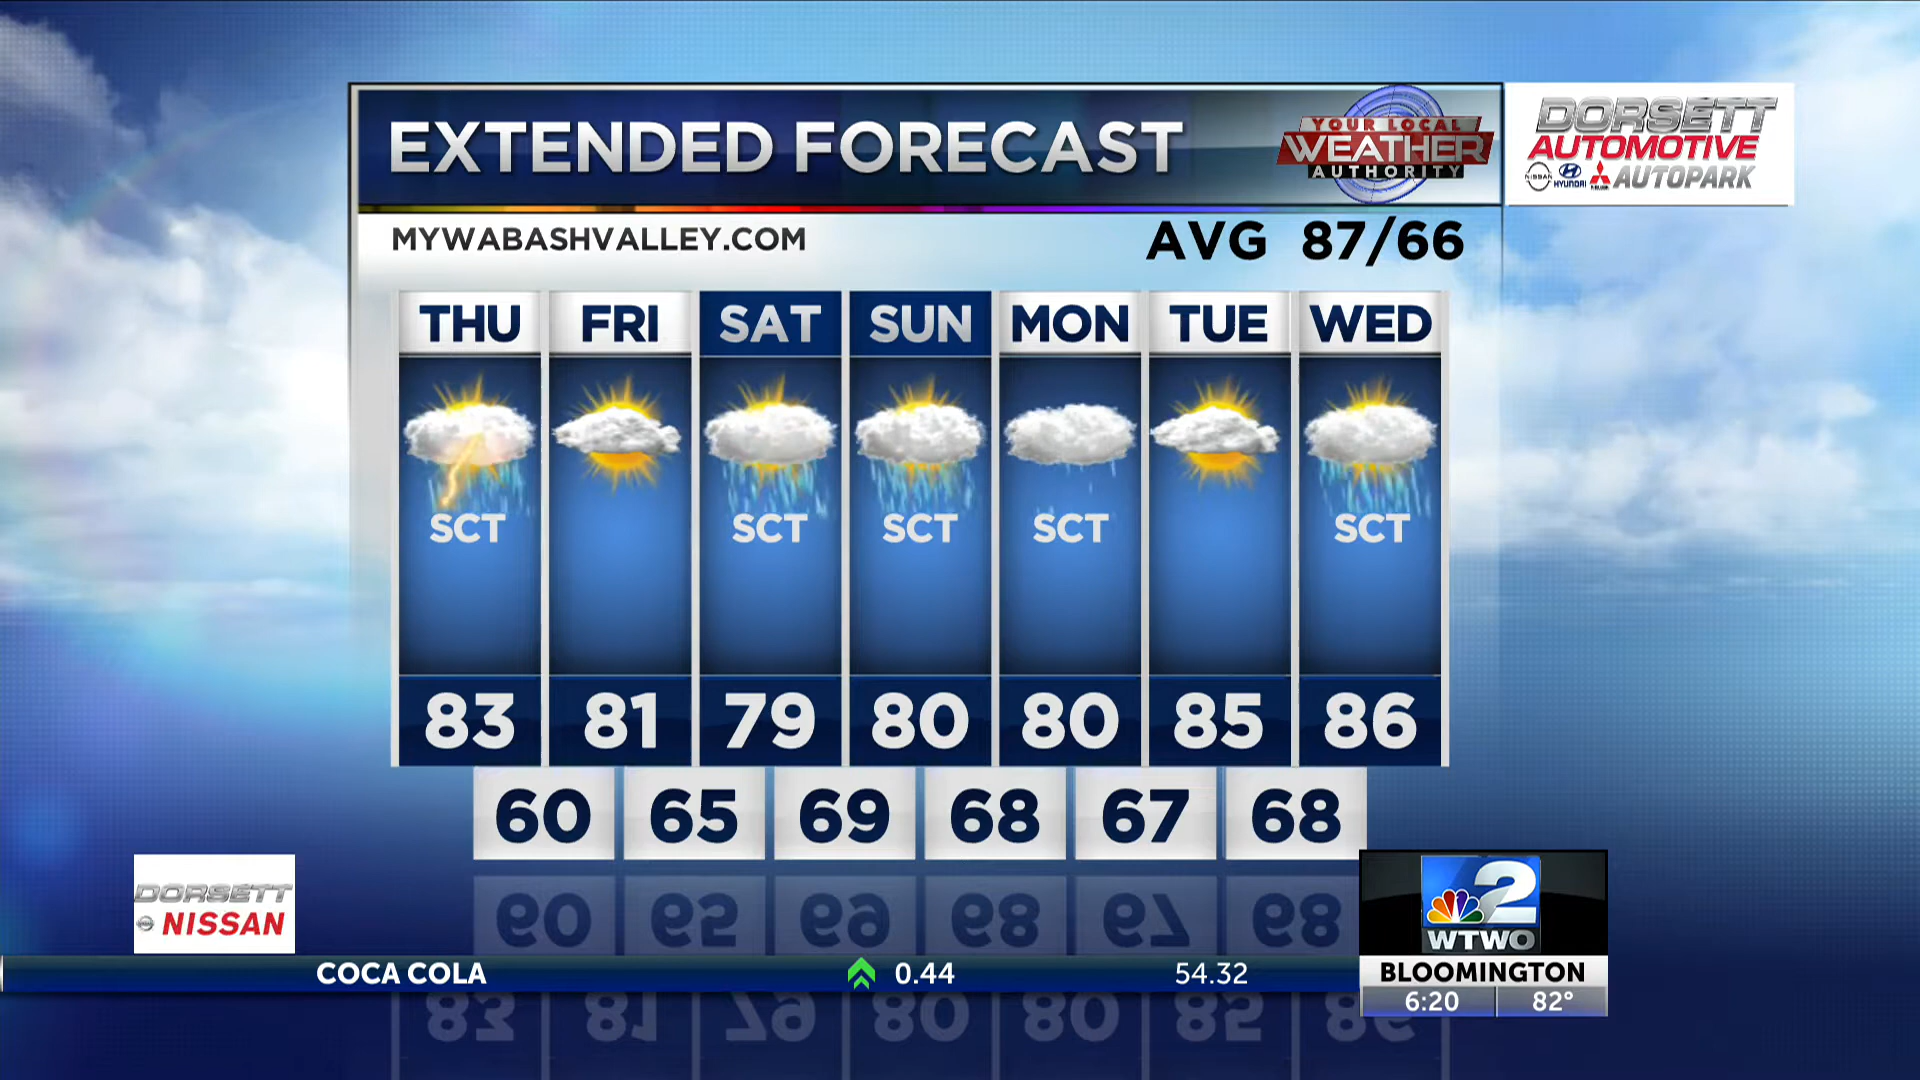 EXTENDED FORECAST
YOUR LOCAL
WEATHER
AUTHORITY
DORSETT
AUTOMOTIVE
NISSAN HYUNDAI AUTOPARK
MYWABASHVALLEY.COM
AVG 87/66
THU FRI SAT SUN MON TUE WED
SCT SCT SCT SCT SCT
83 81 79 80 80 85 86
60 65 69 68 67 68
DORSETT
NISSAN
2
WTWO
COCA COLA 0.44 54.32
BLOOMINGTON
6:20 82°